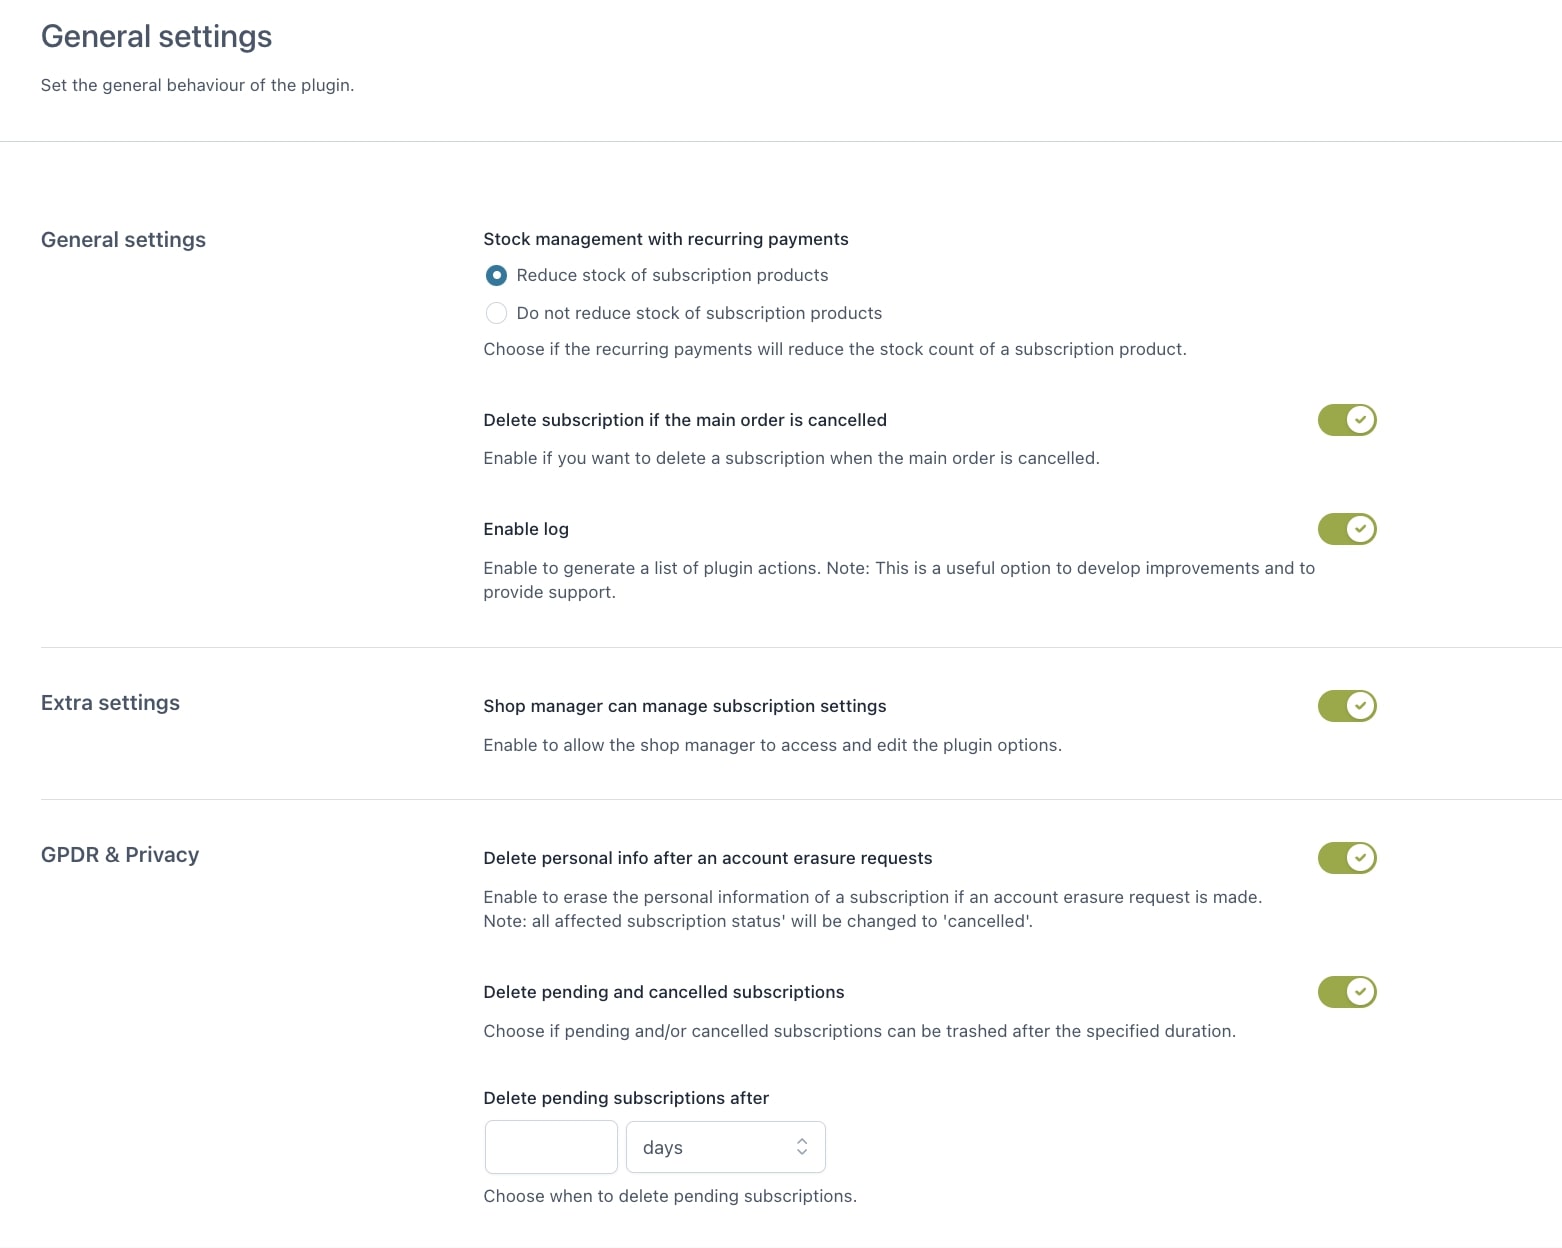 General settings
Set the general behaviour of the plugin.
General settings
Stock management with recurring payments
Reduce stock of subscription products
Do not reduce stock of subscription products
Choose if the recurring payments will reduce the stock count of a subscription product.
Delete subscription if the main order is cancelled
Enable if you want to delete a subscription when the main order is cancelled.
Enable log
Enable to generate a list of plugin actions. Note: This is a useful option to develop improvements and to
provide support.
Extra settings
Shop manager can manage subscription settings
Enable to allow the shop manager to access and edit the plugin options.
GPDR & Privacy
Delete personal info after an account erasure requests
Enable to erase the personal information of a subscription if an account erasure request is made.
Note: all affected subscription status' will be changed to 'cancelled'.
Delete pending and cancelled subscriptions
Choose if pending and/or cancelled subscriptions can be trashed after the specified duration.
Delete pending subscriptions after
days
Choose when to delete pending subscriptions.